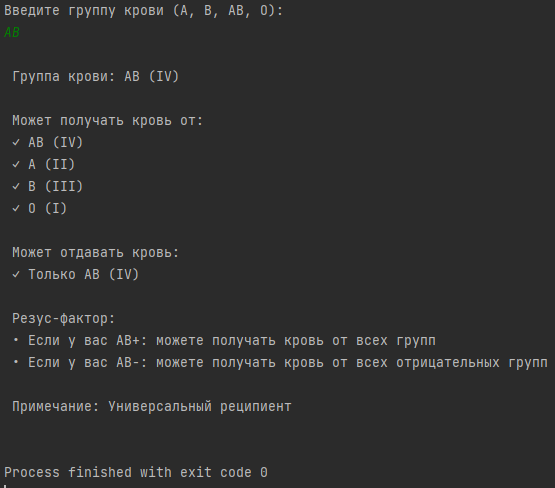 Введите группу крови (A, B, AB, O):
AB
Группа крови: AB (IV)
Может получать кровь от:
✓ AB (IV)
✓ A (II)
✓ B (III)
✓ O (I)
Может отдавать кровь:
✓ Только AB (IV)
Резус-фактор:
• Если у вас AB+: можете получать кровь от всех групп
• Если у вас AB-: можете получать кровь от всех отрицательных групп
Примечание: Универсальный реципиент
Process finished with exit code 0